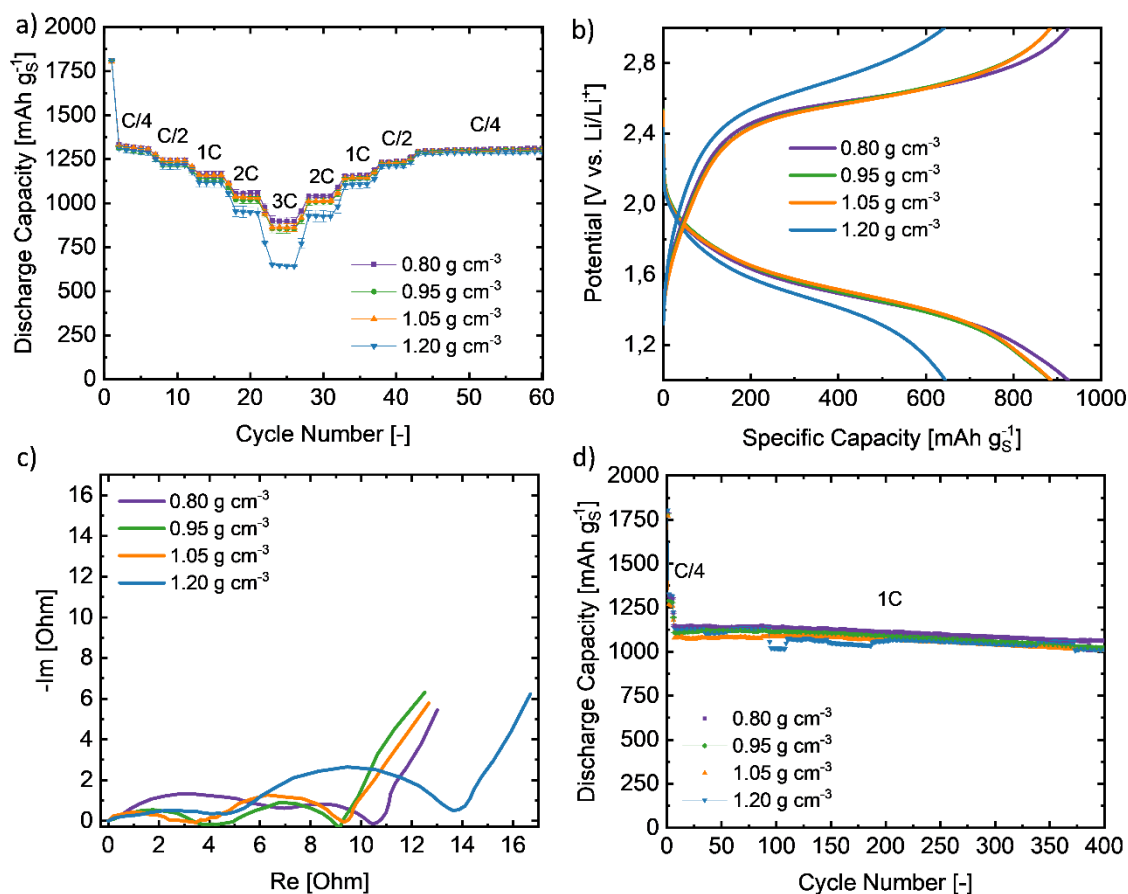 a)
2000
1750
1500
1250
1000
750
500
250
0
Discharge Capacity [mAh g_S^-1]
C/4
C/2
1C
2C
3C
2C
1C
C/2
C/4
0.80 g cm^-3
0.95 g cm^-3
1.05 g cm^-3
1.20 g cm^-3
0 10 20 30 40 50 60
Cycle Number [-]
b)
2,8
2.4
2.0
1.6
1,2
Potential [V vs. Li/Li^+]
0.80 g cm^-3
0.95 g cm^-3
1.05 g cm^-3
1.20 g cm^-3
0 200 400 600 800 1000
Specific Capacity [mAh g_S^-1]
c)
16
14
12
10
8
6
4
2
0
-Im [Ohm]
0.80 g cm^-3
0.95 g cm^-3
1.05 g cm^-3
1.20 g cm^-3
0 2 4 6 8 10 12 14 16
Re [Ohm]
d)
2000
1750
1500
1250
1000
750
500
250
0
Discharge Capacity [mAh g_S^-1]
C/4
1C
0.80 g cm^-3
0.95 g cm^-3
1.05 g cm^-3
1.20 g cm^-3
0 50 100 150 200 250 300 350 400
Cycle Number [-]